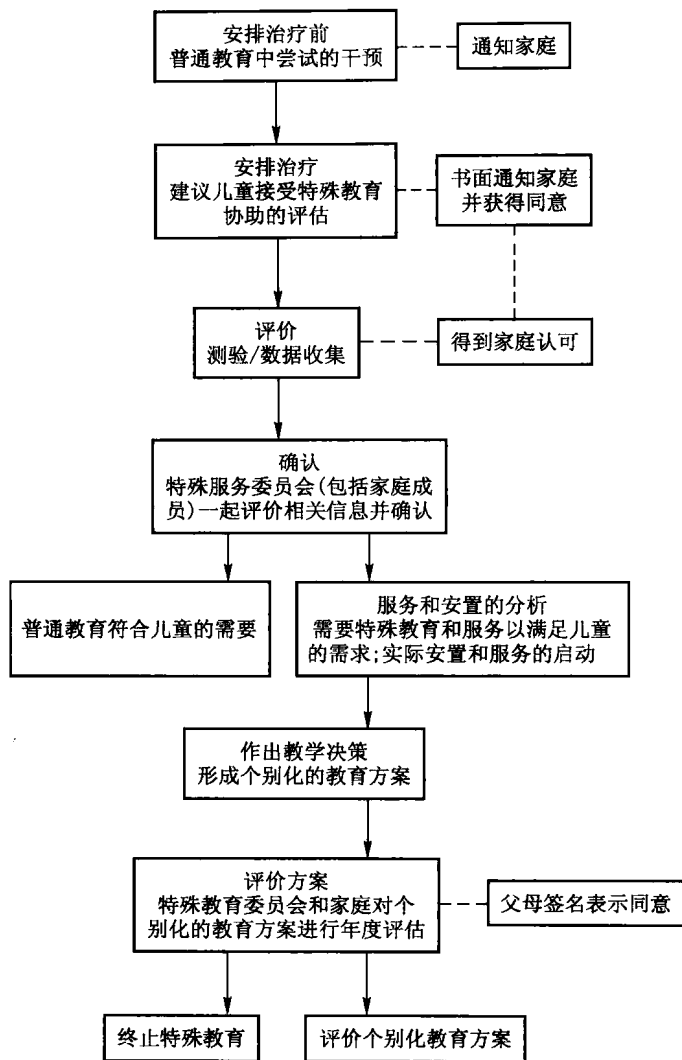 安排治疗前
普通教育中尝试的干预
通知家庭
安排治疗
建议儿童接受特殊教育
协助的评估
书面通知家庭
并获得同意
评价
测验/数据收集
得到家庭认可
确认
特殊服务委员会(包括家庭成
员)一起评价相关信息并确认
普通教育符合儿童的需要
服务和安置的分析
需要特殊教育和服务以满足儿童
的需求;实际安置和服务的启动
作出教学决策
形成个别化的教育方案
评价方案
特殊教育委员会和家庭对个
别化的教育方案进行年度评估
父母签名表示同意
终止特殊教育
评价个别化教育方案